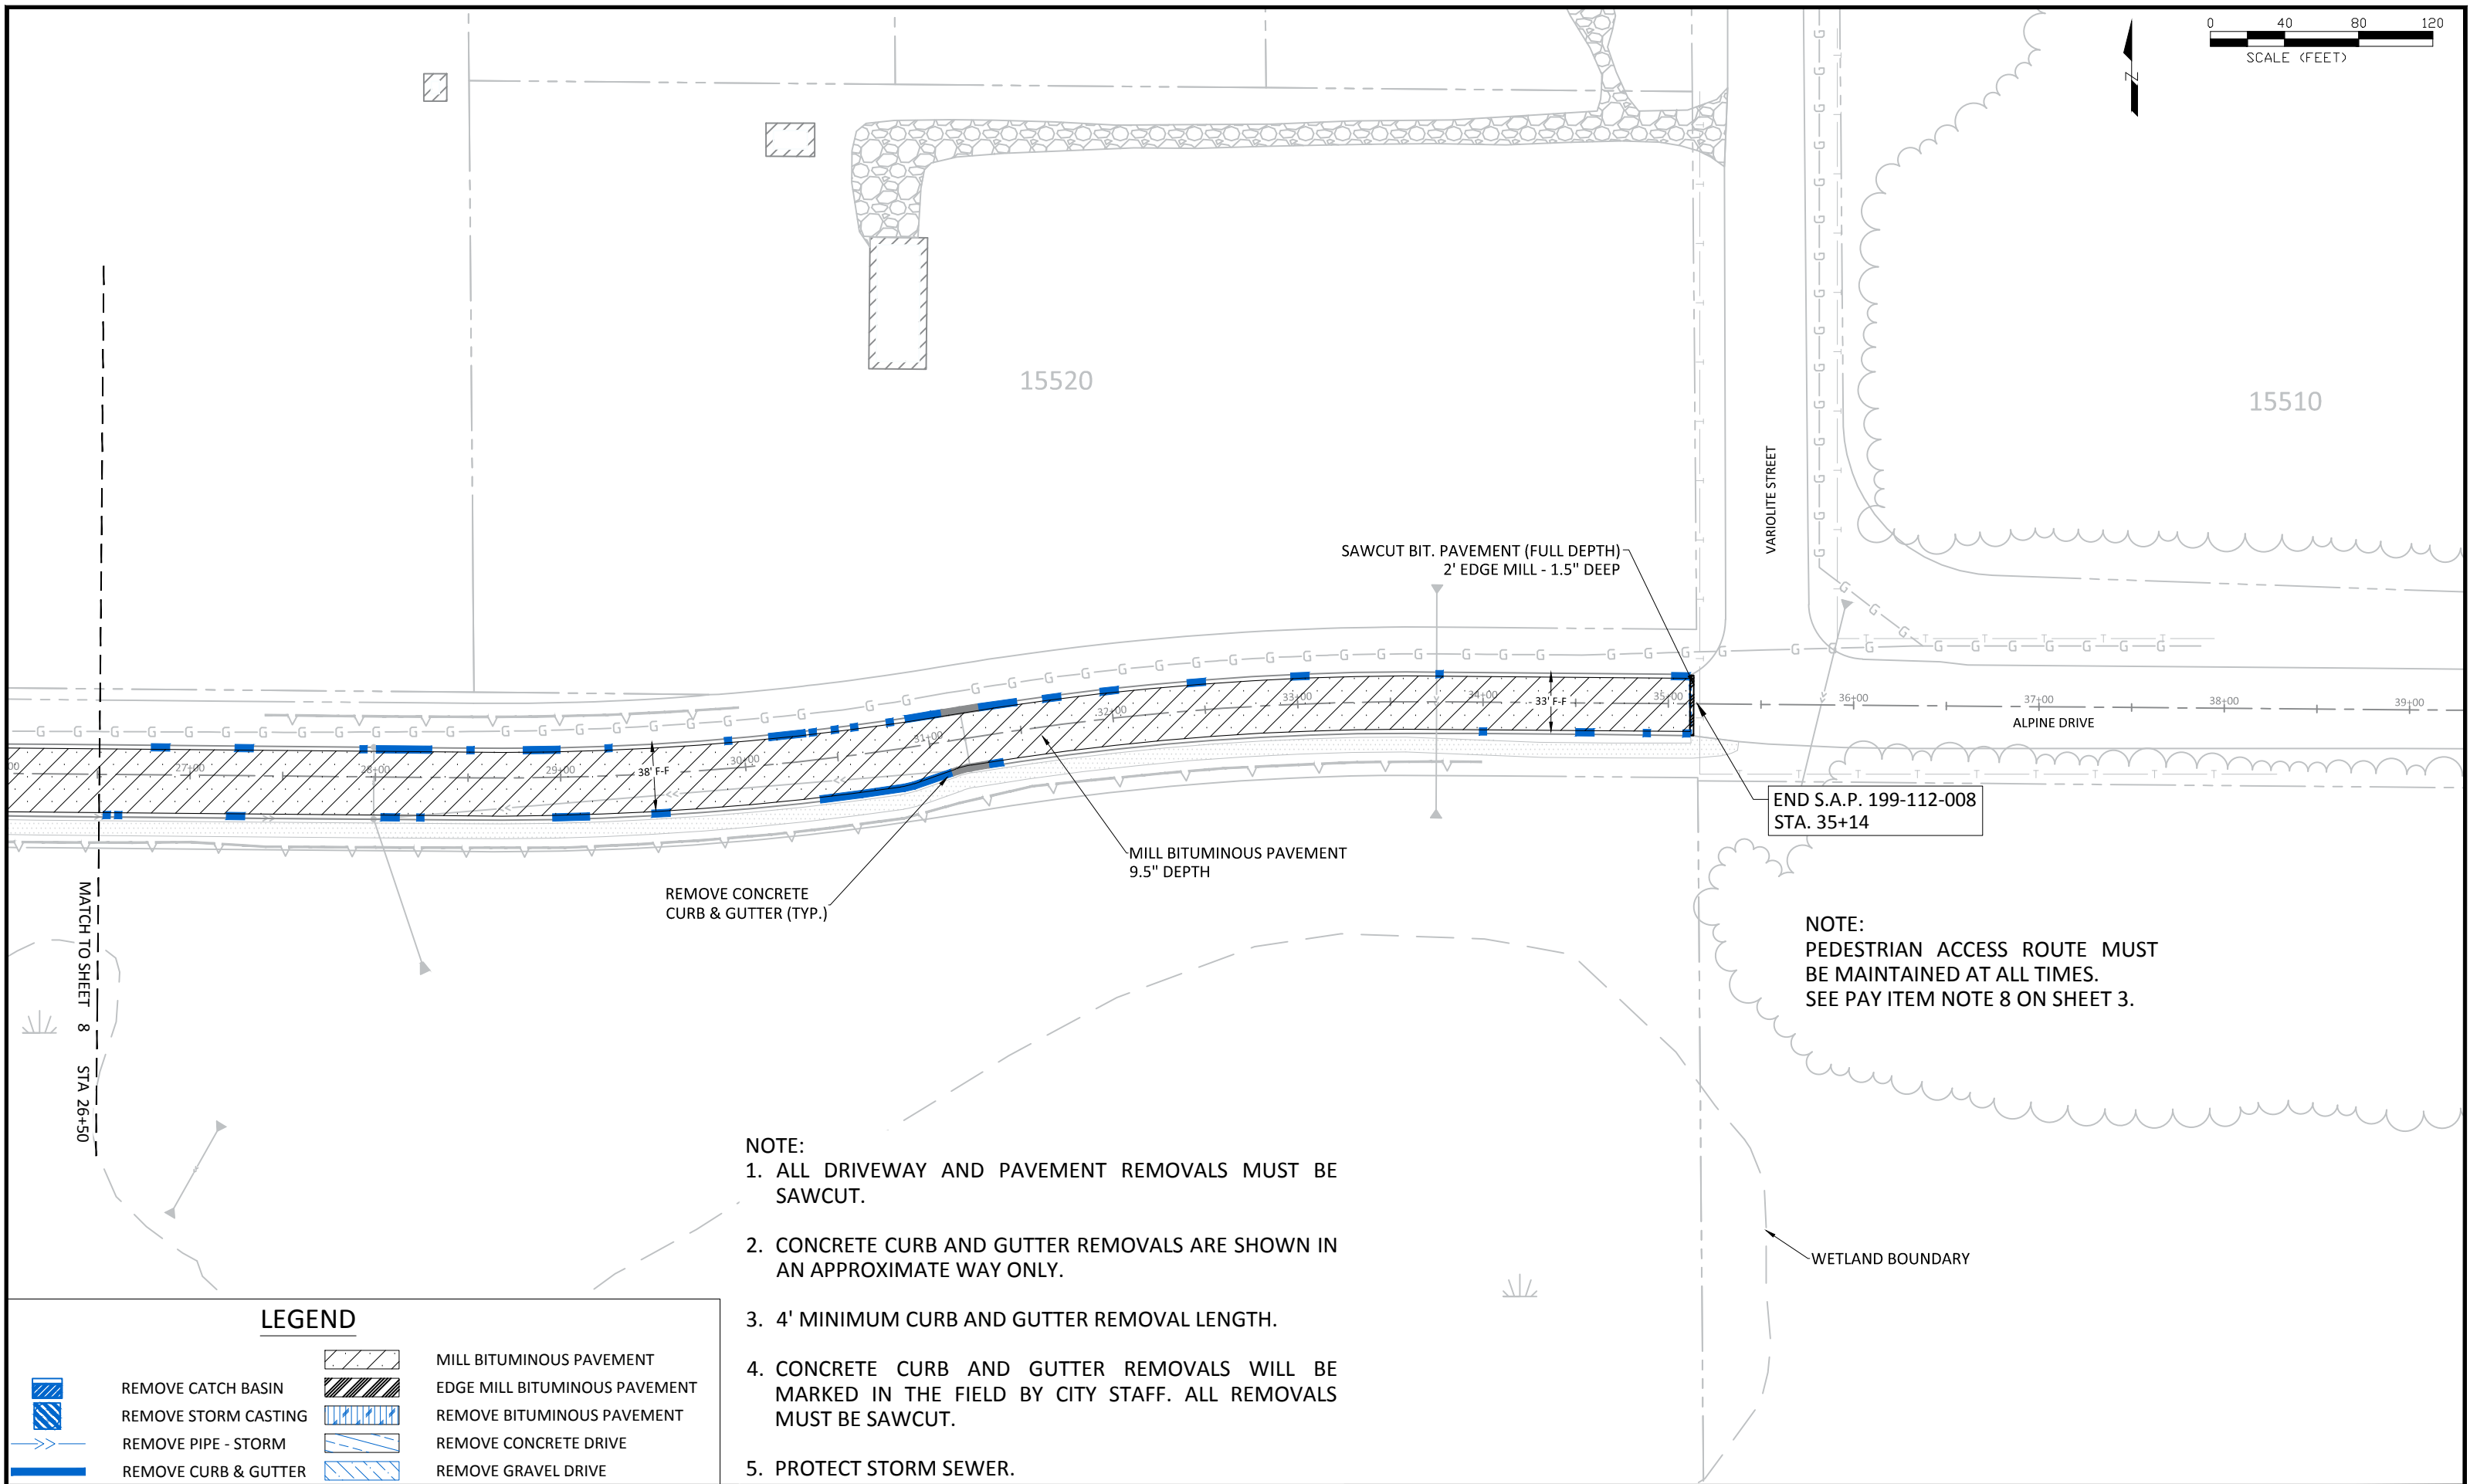 0 40 80 120
SCALE (FEET)
N
15520
15510
VARIOLITE STREET
SAWCUT BIT. PAVEMENT (FULL DEPTH)
2' EDGE MILL - 1.5" DEEP
27+00
28+00
29+00
30+00
31+00
32+00
33+00
34+00
35+00
36+00
37+00
38+00
39+00
38' F-F
33' F-F
ALPINE DRIVE
END S.A.P. 199-112-008
STA. 35+14
MILL BITUMINOUS PAVEMENT
9.5" DEPTH
REMOVE CONCRETE
CURB & GUTTER (TYP.)
MATCH TO SHEET 8 STA 26+50
NOTE:
PEDESTRIAN ACCESS ROUTE MUST
BE MAINTAINED AT ALL TIMES.
SEE PAY ITEM NOTE 8 ON SHEET 3.
WETLAND BOUNDARY
NOTE:
1. ALL DRIVEWAY AND PAVEMENT REMOVALS MUST BE
SAWCUT.
2. CONCRETE CURB AND GUTTER REMOVALS ARE SHOWN IN
AN APPROXIMATE WAY ONLY.
3. 4' MINIMUM CURB AND GUTTER REMOVAL LENGTH.
4. CONCRETE CURB AND GUTTER REMOVALS WILL BE
MARKED IN THE FIELD BY CITY STAFF. ALL REMOVALS
MUST BE SAWCUT.
5. PROTECT STORM SEWER.
LEGEND
REMOVE CATCH BASIN
REMOVE STORM CASTING
REMOVE PIPE - STORM
REMOVE CURB & GUTTER
MILL BITUMINOUS PAVEMENT
EDGE MILL BITUMINOUS PAVEMENT
REMOVE BITUMINOUS PAVEMENT
REMOVE CONCRETE DRIVE
REMOVE GRAVEL DRIVE